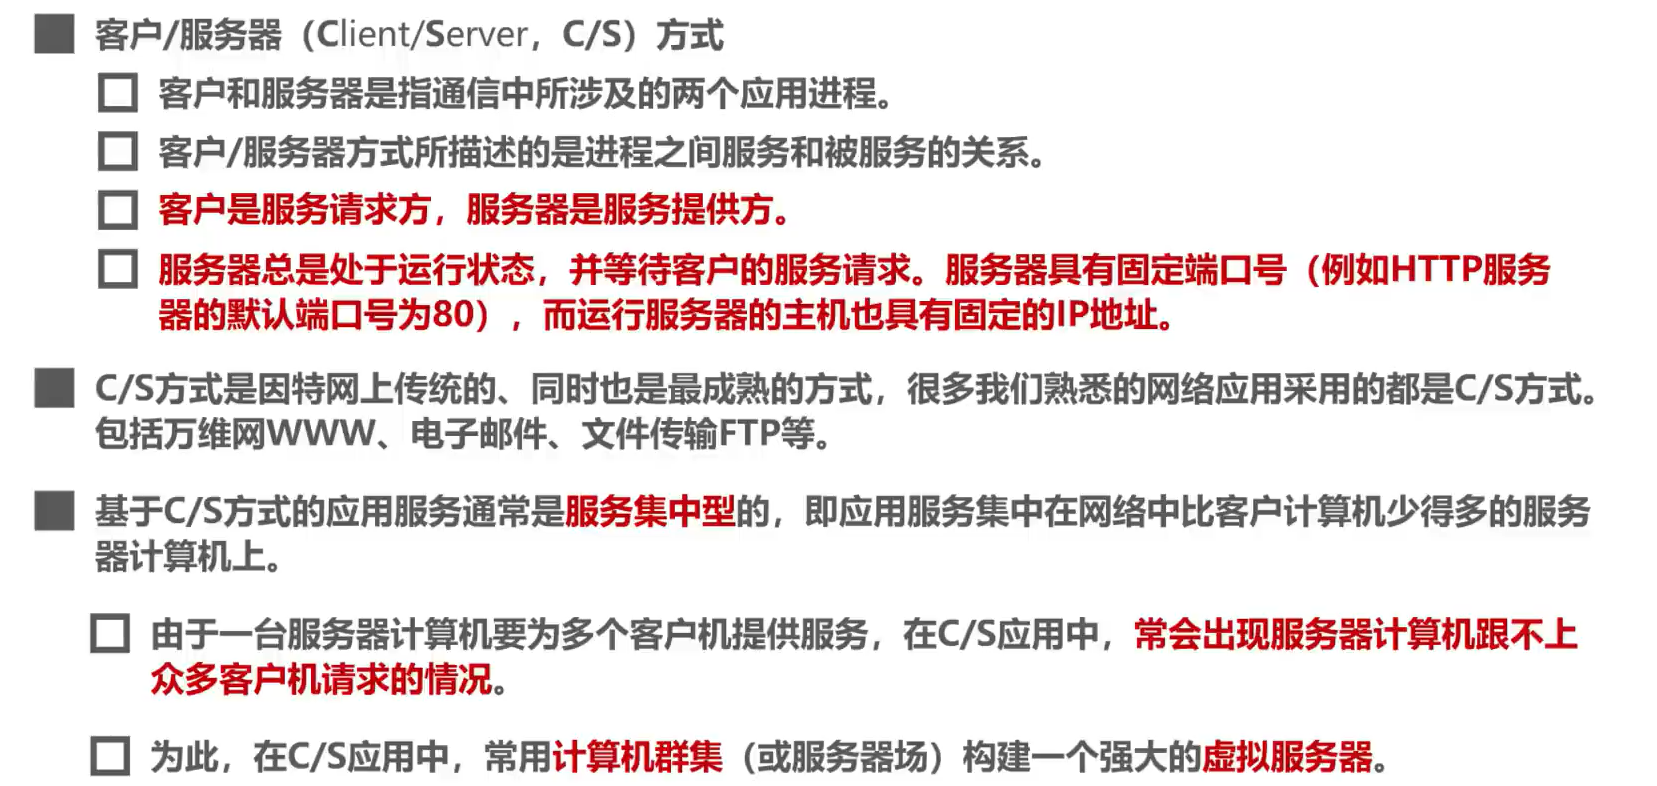 客户/服务器（Client/Server，C/S）方式
客户和服务器是指通信中所涉及的两个应用进程。
客户/服务器方式所描述的是进程之间服务和被服务的关系。
客户是服务请求方，服务器是服务提供方。
服务器总是处于运行状态，并等待客户的服务请求。服务器具有固定端口号（例如HTTP服务
器的默认端口号为80），而运行服务器的主机也具有固定的IP地址。
C/S方式是因特网上传统的、同时也是最成熟的方式，很多我们熟悉的网络应用采用的都是C/S方式。
包括万维网WWW、电子邮件、文件传输FTP等。
基于C/S方式的应用服务通常是服务集中型的，即应用服务集中在网络中比客户计算机少得多的服务
器计算机上。
由于一台服务器计算机要为多个客户机提供服务，在C/S应用中，常会出现服务器计算机跟不上
众多客户机请求的情况。
为此，在C/S应用中，常用计算机群集（或服务器场）构建一个强大的虚拟服务器。